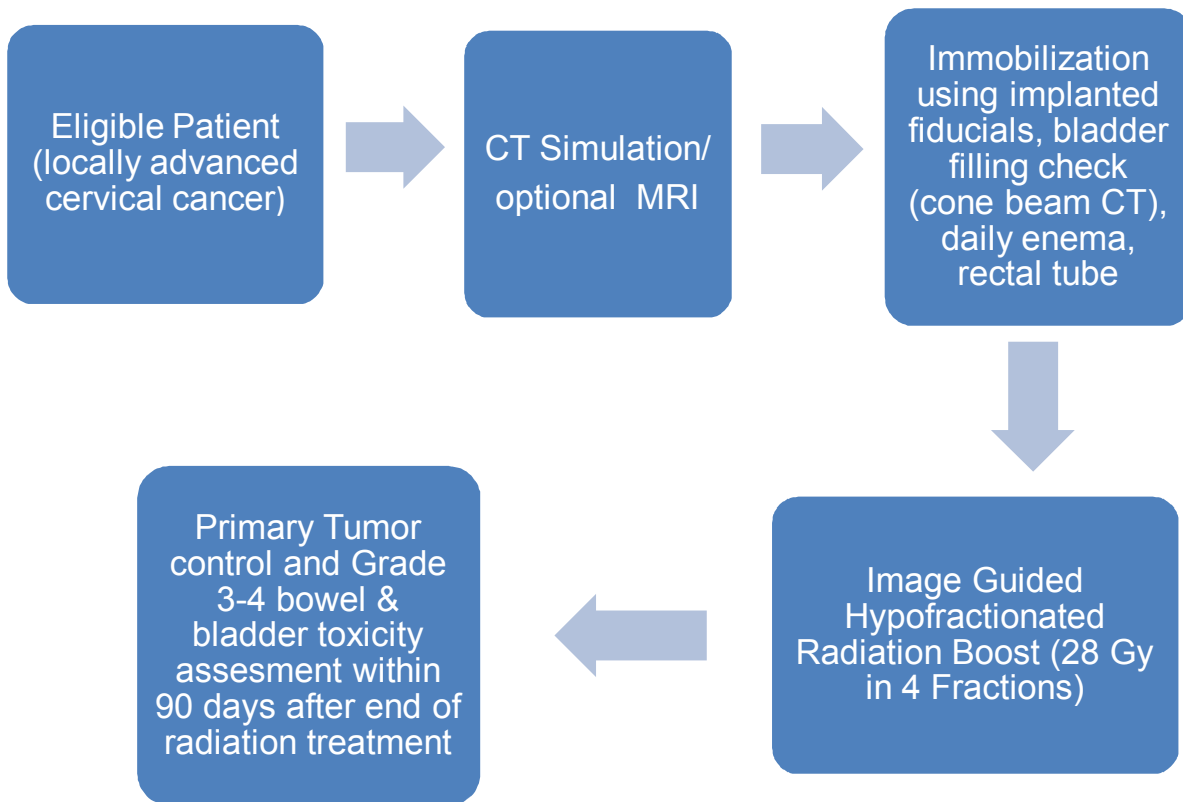 Eligible Patient
(locally advanced
cervical cancer)
CT Simulation/
optional MRI
Immobilization
using implanted
fiducials, bladder
filling check
(cone beam CT),
daily enema,
rectal tube
Image Guided
Hypofractionated
Radiation Boost (28 Gy
in 4 Fractions)
Primary Tumor
control and Grade
3-4 bowel &
bladder toxicity
assesment within
90 days after end of
radiation treatment